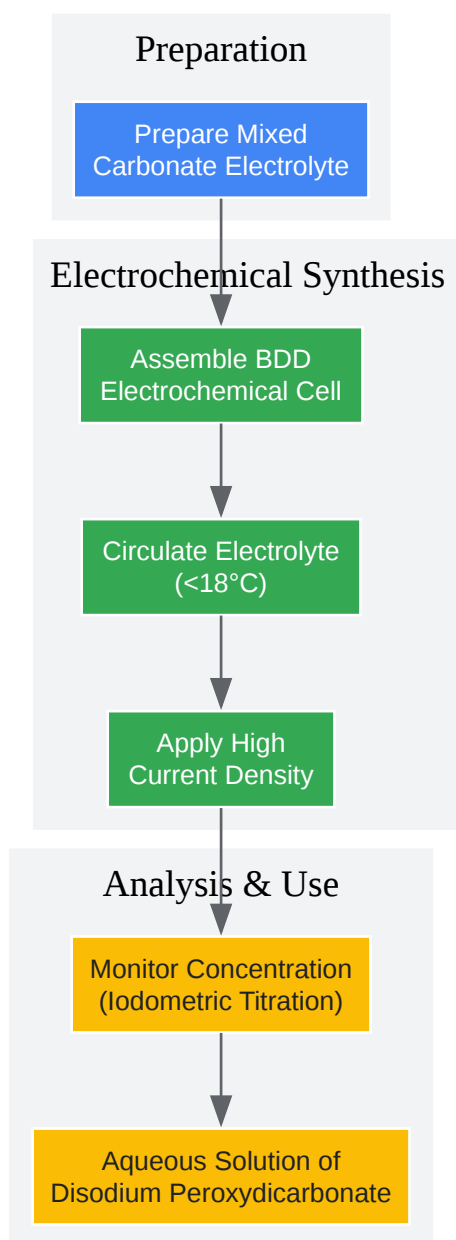 Preparation
Prepare Mixed
Carbonate Electrolyte
Electrochemical Synthesis
Assemble BDD
Electrochemical Cell
Circulate Electrolyte
(<18°C)
Apply High
Current Density
Analysis & Use
Monitor Concentration
(Iodometric Titration)
Aqueous Solution of
Disodium Peroxydicarbonate